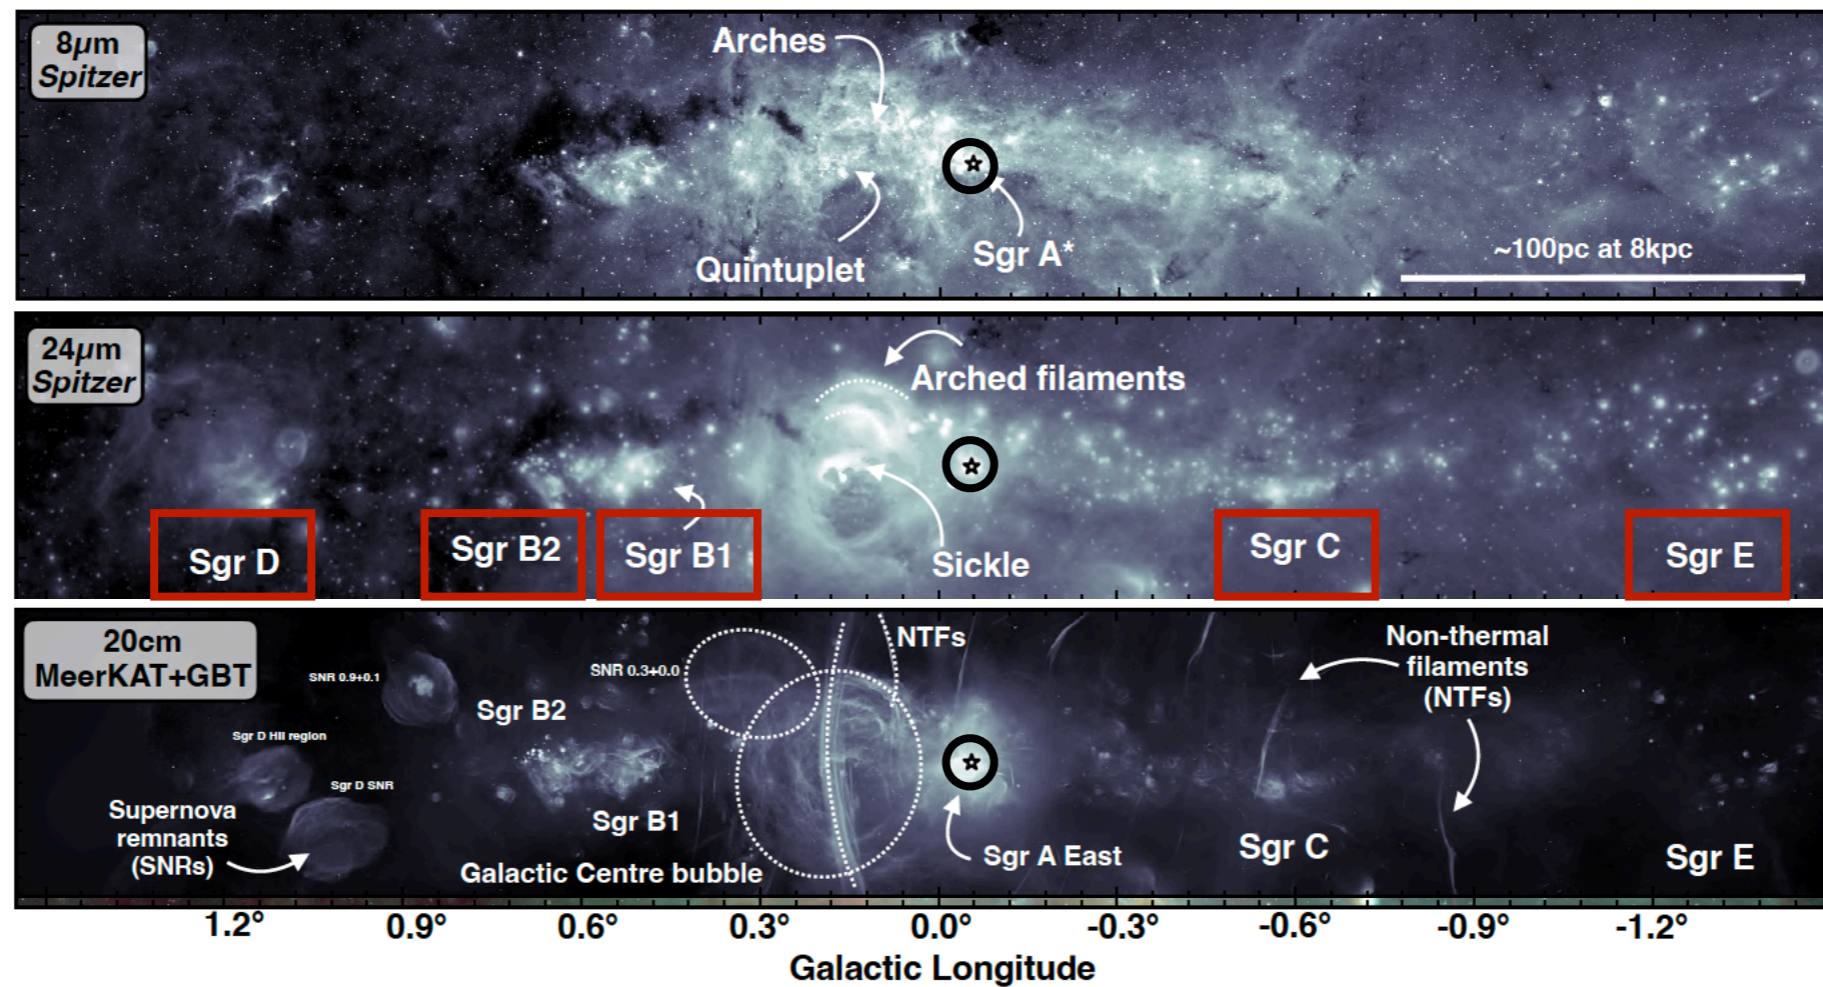 8µm
Spitzer
Arches
Quintuplet
Sgr A*
~100pc at 8kpc
24µm
Spitzer
Arched filaments
Sgr D
Sgr B2
Sgr B1
Sickle
Sgr C
Sgr E
20cm
MeerKAT+GBT
SNR 0.9+0.1
Sgr B2
SNR 0.3+0.0
NTFs
Non-thermal
filaments
(NTFs)
Sgr D HII region
Sgr D SNR
Supernova
remnants
(SNRs)
Sgr B1
Galactic Centre bubble
Sgr A East
Sgr C
Sgr E
1.2° 0.9° 0.6° 0.3° 0.0° -0.3° -0.6° -0.9° -1.2°
Galactic Longitude